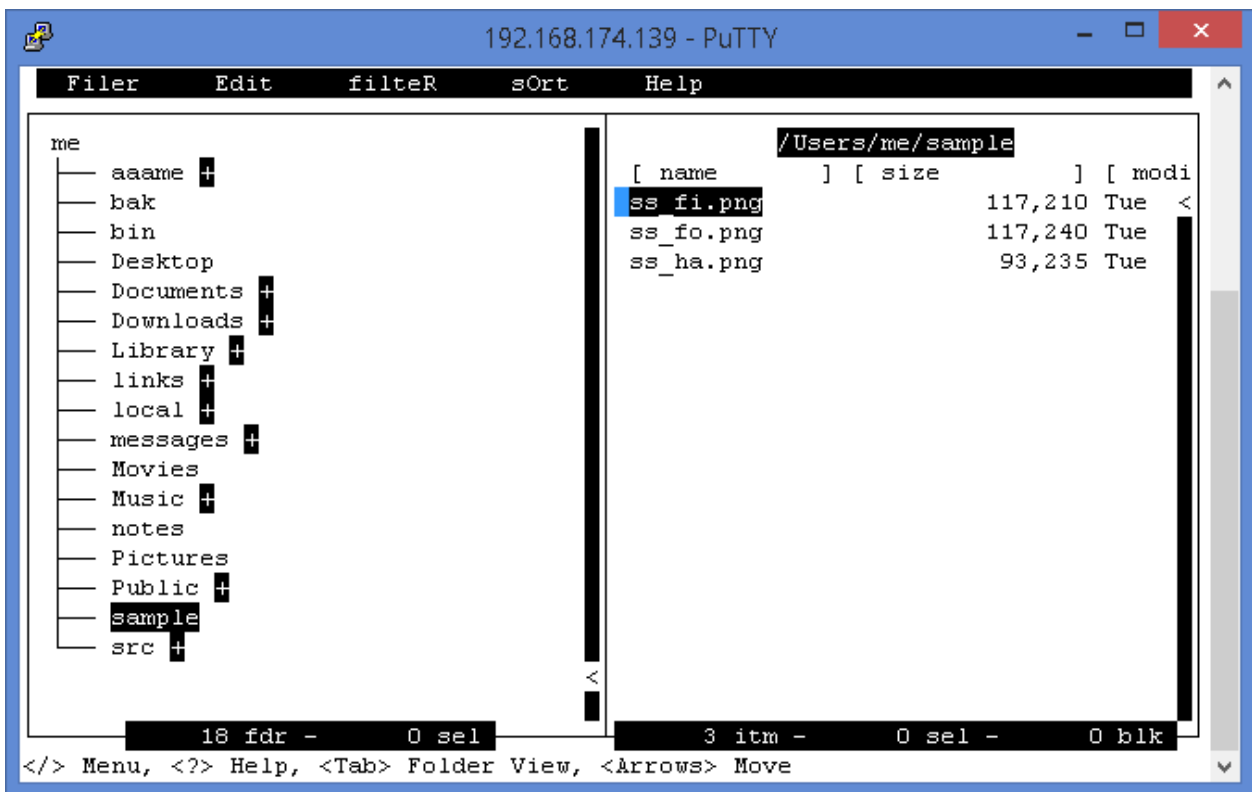 192.168.174.139 - PuTTY
Filer Edit filteR sOrt Help
me
aaame +
bak
bin
Desktop
Documents +
Downloads +
Library +
links +
local +
messages +
Movies
Music +
notes
Pictures
Public +
sample
src +
<
18 fdr - 0 sel
/Users/me/sample
[ name ] [ size ] [ modi
ss_fi.png 117,210 Tue <
ss_fo.png 117,240 Tue
ss_ha.png 93,235 Tue
3 itm - 0 sel - 0 blk
</> Menu, <?> Help, <Tab> Folder View, <Arrows> Move